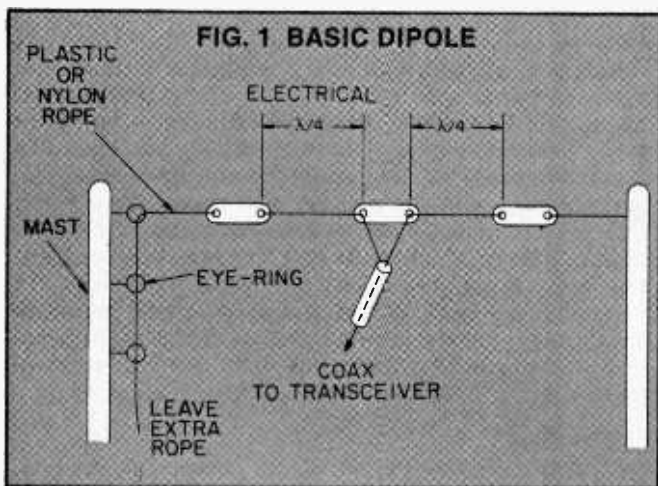 FIG. 1 BASIC DIPOLE
PLASTIC
OR
NYLON
ROPE
ELECTRICAL
λ/4
λ/4
MAST
EYE-RING
COAX
TO TRANSCEIVER
LEAVE
EXTRA
ROPE